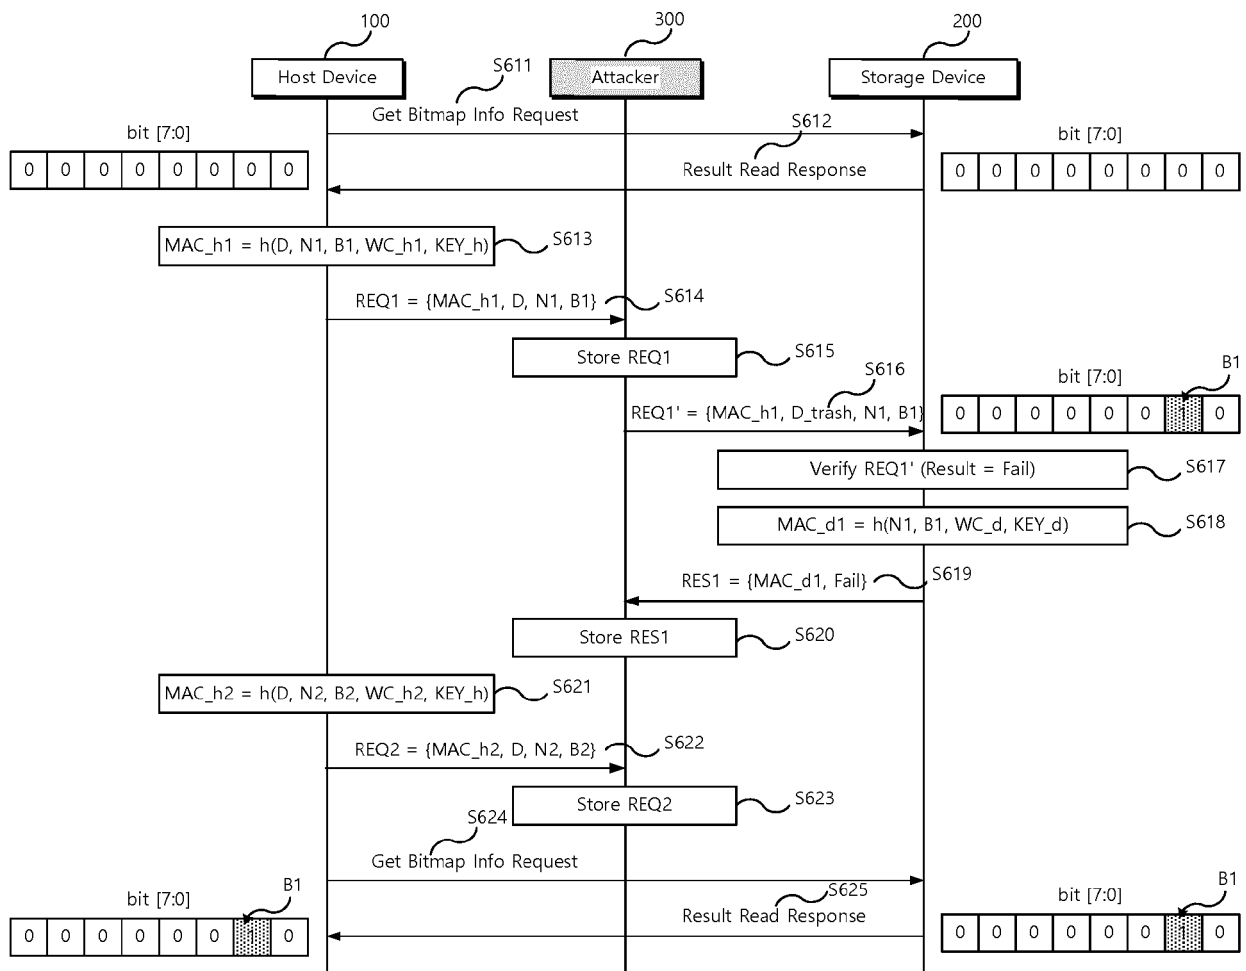 100
300
200
Host Device
Attacker
Storage Device
S611
Get Bitmap Info Request
S612
bit [7:0]
bit [7:0]
0 0 0 0 0 0 0 0
Result Read Response
0 0 0 0 0 0 0 0
MAC_h1 = h(D, N1, B1, WC_h1, KEY_h)
S613
REQ1 = {MAC_h1, D, N1, B1}
S614
Store REQ1
S615
S616
B1
bit [7:0]
REQ1' = {MAC_h1, D_trash, N1, B1}
0 0 0 0 0 0 1 0
Verify REQ1' (Result = Fail)
S617
MAC_d1 = h(N1, B1, WC_d, KEY_d)
S618
RES1 = {MAC_d1, Fail}
S619
Store RES1
S620
MAC_h2 = h(D, N2, B2, WC_h2, KEY_h)
S621
REQ2 = {MAC_h2, D, N2, B2}
S622
Store REQ2
S623
S624
Get Bitmap Info Request
B1
S625
B1
bit [7:0]
bit [7:0]
Result Read Response
0 0 0 0 0 0 1 0
0 0 0 0 0 0 1 0